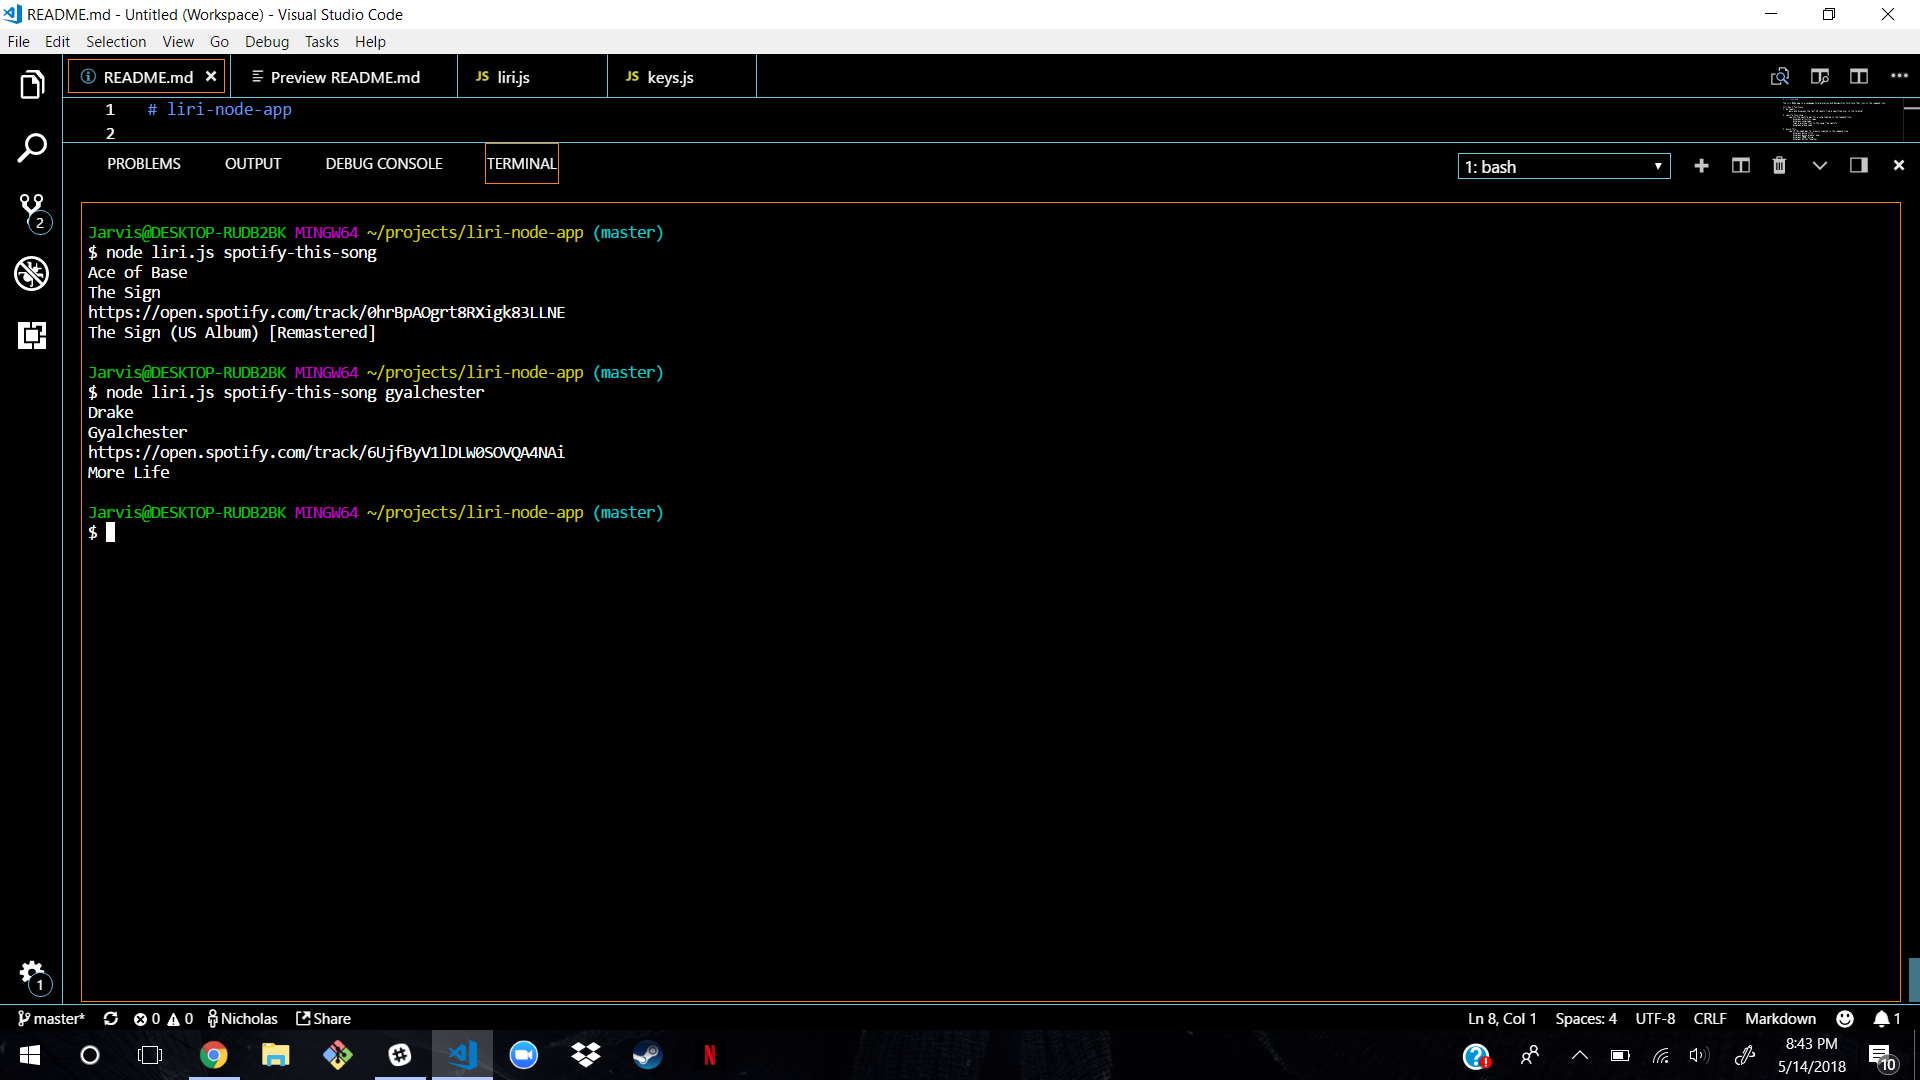 README.md - Untitled (Workspace) - Visual Studio Code
File Edit Selection View Go Debug Tasks Help
README.md Preview README.md JS liri.js JS keys.js
1 # liri-node-app
2
PROBLEMS OUTPUT DEBUG CONSOLE TERMINAL 1: bash
Jarvis@DESKTOP-RUDB2BK MINGW64 ~/projects/liri-node-app (master)
$ node liri.js spotify-this-song
Ace of Base
The Sign
https://open.spotify.com/track/0hrBpAOgrt8RXigk83LLNE
The Sign (US Album) [Remastered]
Jarvis@DESKTOP-RUDB2BK MINGW64 ~/projects/liri-node-app (master)
$ node liri.js spotify-this-song gyalchester
Drake
Gyalchester
https://open.spotify.com/track/6UjfByV1lDLW0SOVQA4NAi
More Life
Jarvis@DESKTOP-RUDB2BK MINGW64 ~/projects/liri-node-app (master)
$
2
1
master* 0 0 Nicholas Share Ln 8, Col 1 Spaces: 4 UTF-8 CRLF Markdown 1
8:43 PM
5/14/2018
10